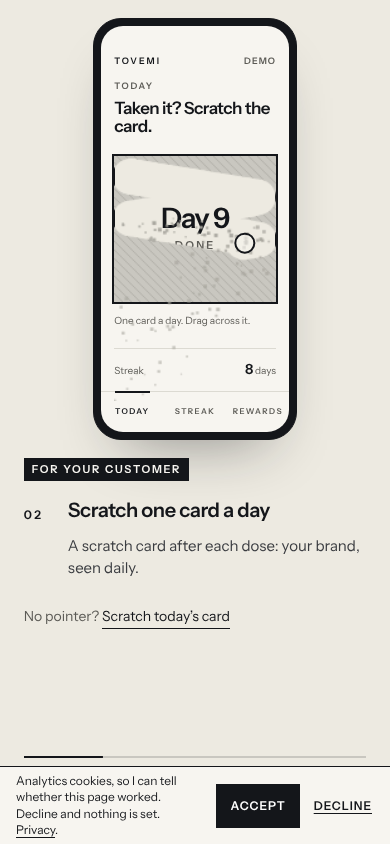 TOVEMI DEMO
TODAY
Taken it? Scratch the
card.
Day 9
DONE
One card a day. Drag across it.
Streak 8 days
TODAY STREAK REWARDS
FOR YOUR CUSTOMER
02 Scratch one card a day
A scratch card after each dose: your brand,
seen daily.
No pointer? Scratch today’s card
Analytics cookies, so I can tell
whether this page worked.
Decline and nothing is set.
Privacy.
ACCEPT DECLINE